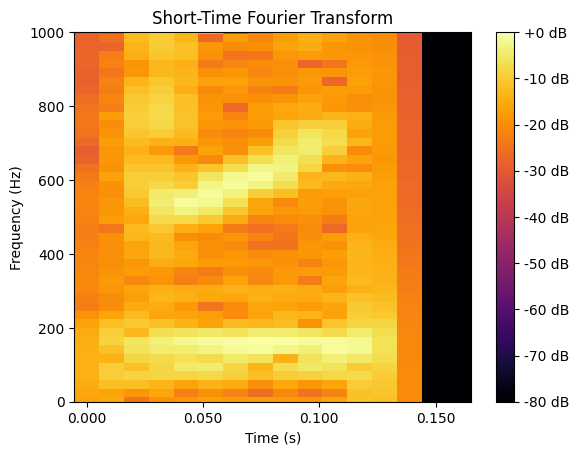 Short-Time Fourier Transform
Frequency (Hz)
1000
800
600
400
200
0
0.000
0.050
0.100
0.150
Time (s)
+0 dB
-10 dB
-20 dB
-30 dB
-40 dB
-50 dB
-60 dB
-70 dB
-80 dB